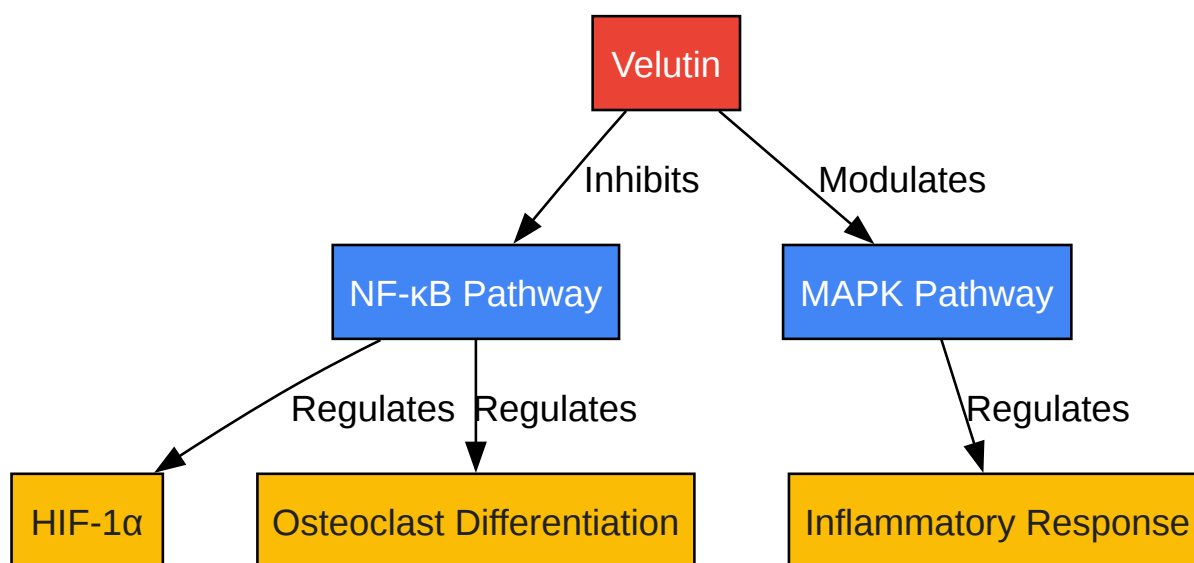 Velutin
Inhibits
Modulates
NF-κB Pathway
MAPK Pathway
Regulates
Regulates
Regulates
HIF-1α
Osteoclast Differentiation
Inflammatory Response